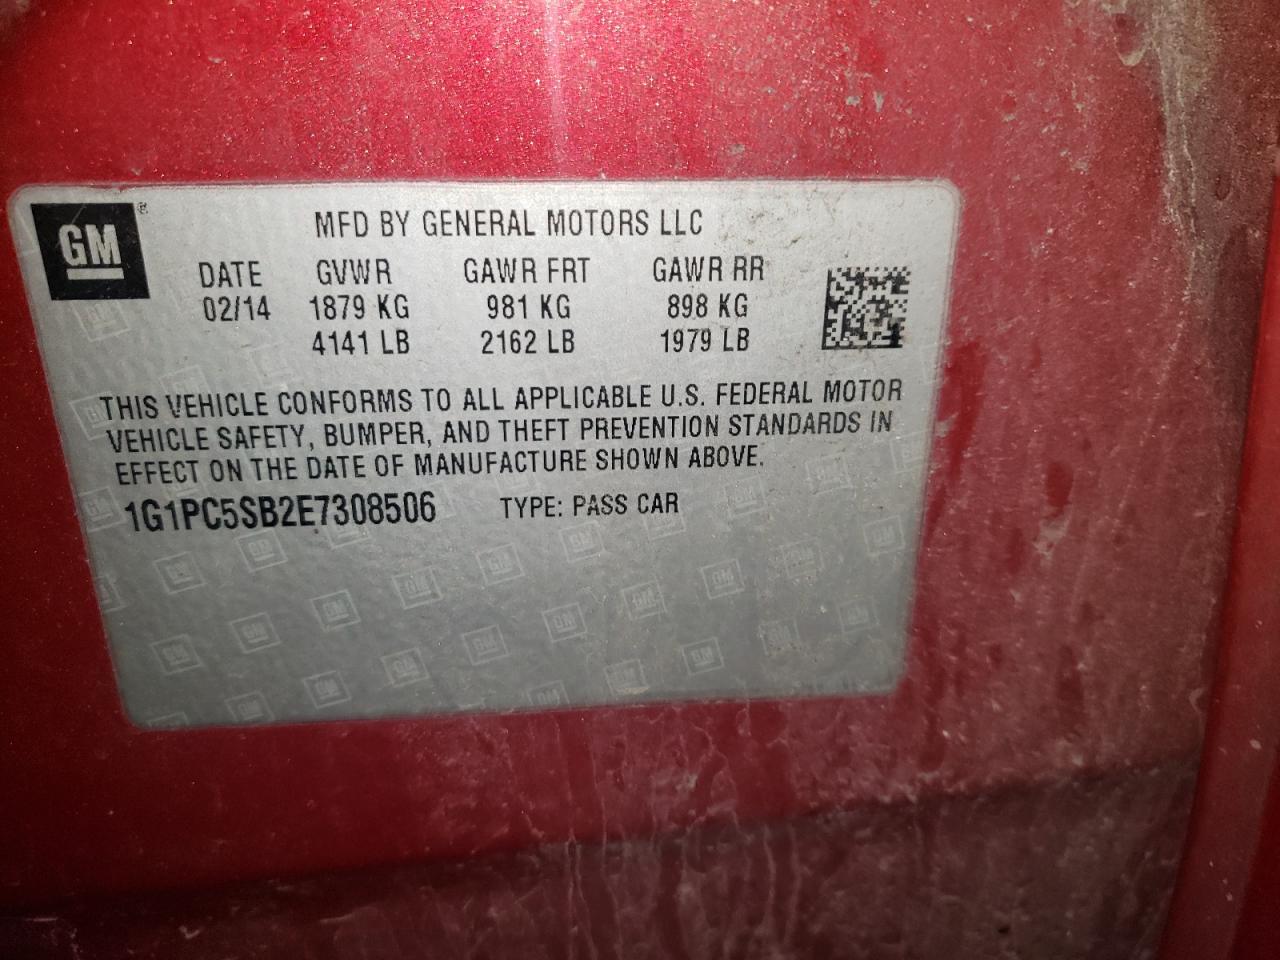 GM®
MFD BY GENERAL MOTORS LLC
DATE GVWR GAWR FRT GAWR RR
02/14 1879 KG 981 KG 898 KG
4141 LB 2162 LB 1979 LB
THIS VEHICLE CONFORMS TO ALL APPLICABLE U.S. FEDERAL MOTOR
VEHICLE SAFETY, BUMPER, AND THEFT PREVENTION STANDARDS IN
EFFECT ON THE DATE OF MANUFACTURE SHOWN ABOVE.
1G1PC5SB2E7308506 TYPE: PASS CAR